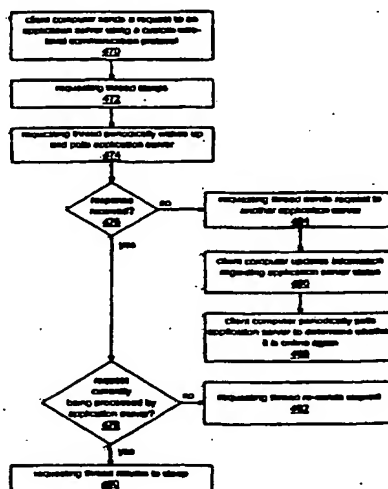 client computer sends a request to an
application server using a custom wire-
level communication protocol
470
requesting thread sleeps
472
requesting thread periodically wakes up
and polls application server
474
response
received?
476
no
yes
requesting thread sends request to
another application server
484
client computer updates information
regarding application server status
client computer periodically polls
application server to determine whether
it is online again
request
currently
being processed by
application server?
478
no
yes
requesting thread re-sends request
482
requesting thread returns to sleep